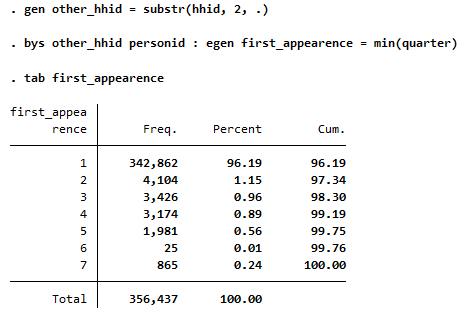 . gen other_hhid = substr(hhid, 2, .)
. bys other_hhid personid : egen first_appearence = min(quarter)
. tab first_appearence
first_appea
rence Freq. Percent Cum.
1 342,862 96.19 96.19
2 4,104 1.15 97.34
3 3,426 0.96 98.30
4 3,174 0.89 99.19
5 1,981 0.56 99.75
6 25 0.01 99.76
7 865 0.24 100.00
Total 356,437 100.00